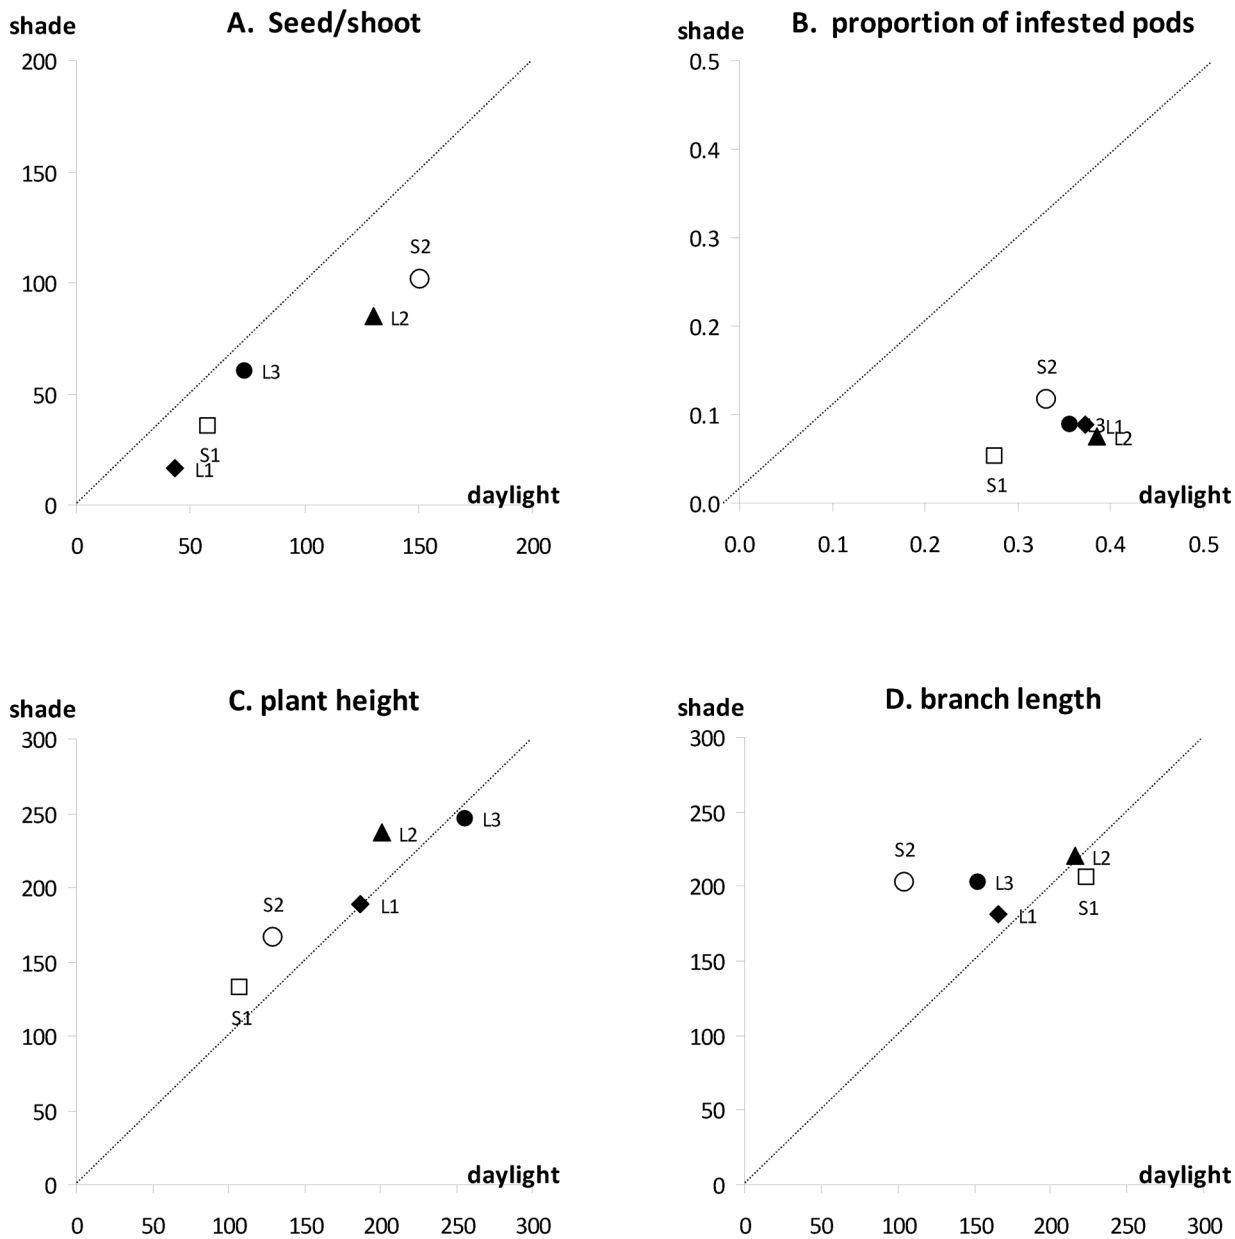 shade
A.  Seed/shoot
200
150
100
50
0
S2
L2
L3
S1
L1
daylight
0 50 100 150 200
shade
B.  proportion of infested pods
0.5
0.4
0.3
0.2
0.1
0.0
S2
L3
L1
L2
S1
daylight
0.0 0.1 0.2 0.3 0.4 0.5
shade
C. plant height
300
250
200
150
100
50
0
L2
L3
L1
S2
S1
daylight
0 50 100 150 200 250 300
shade
D. branch length
300
250
200
150
100
50
0
S2
L2
L3
S1
L1
daylight
0 50 100 150 200 250 300